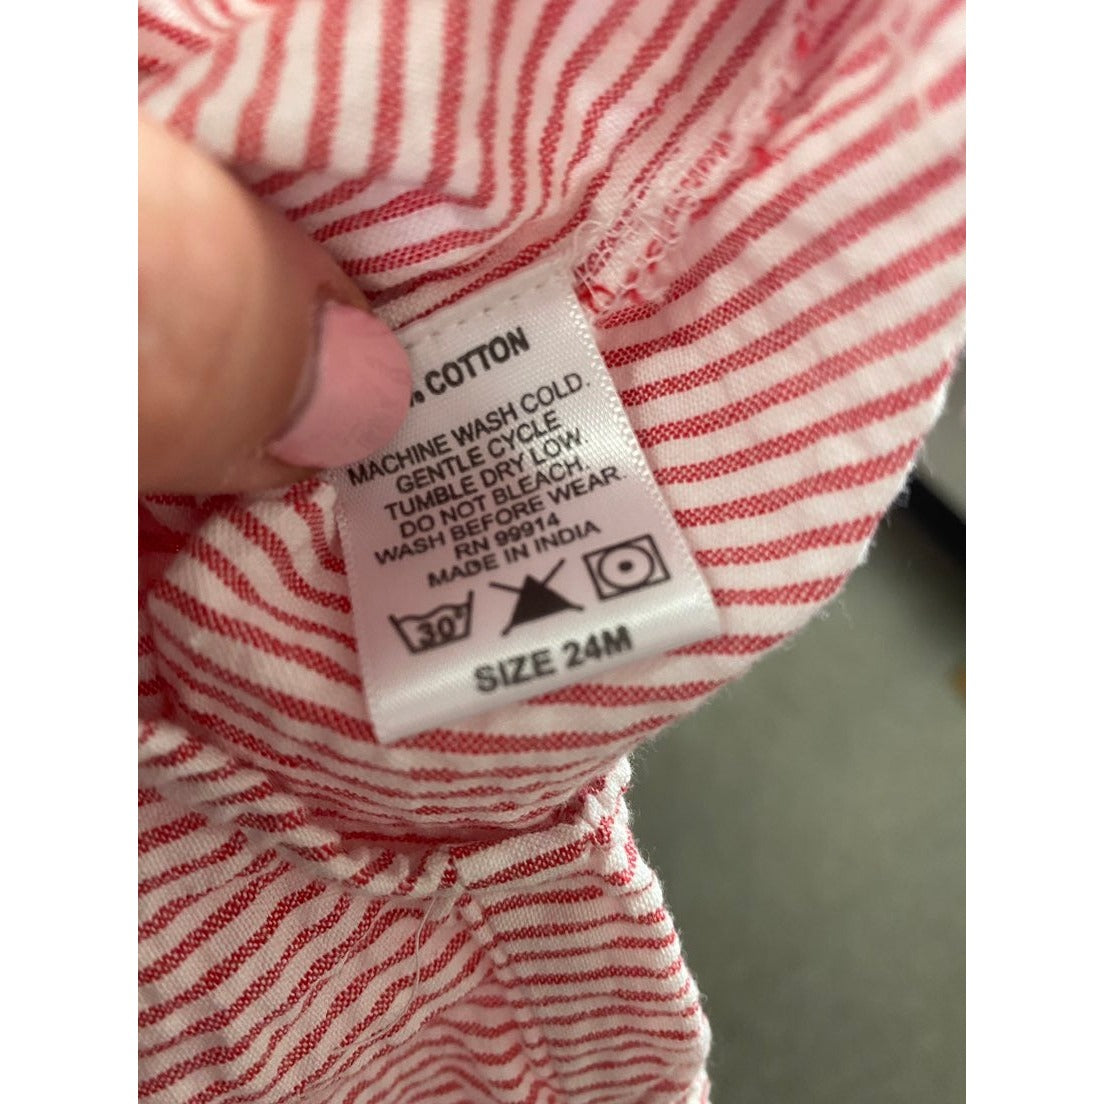 % COTTON
MACHINE WASH COLD.
GENTLE CYCLE
TUMBLE DRY LOW.
DO NOT BLEACH.
WASH BEFORE WEAR.
RN 99914
MADE IN INDIA
30°
SIZE 24M